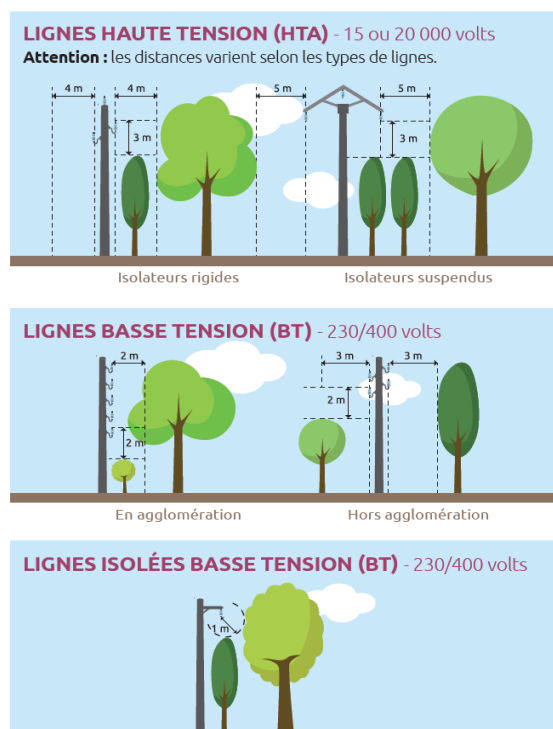 LIGNES HAUTE TENSION (HTA) - 15 ou 20 000 volts
Attention : les distances varient selon les types de lignes.
4 m 4 m 5 m 5 m
3 m 3 m
Isolateurs rigides Isolateurs suspendus
LIGNES BASSE TENSION (BT) - 230/400 volts
2 m 3 m 3 m
2 m
2 m
En agglomération Hors agglomération
LIGNES ISOLÉES BASSE TENSION (BT) - 230/400 volts
1 m